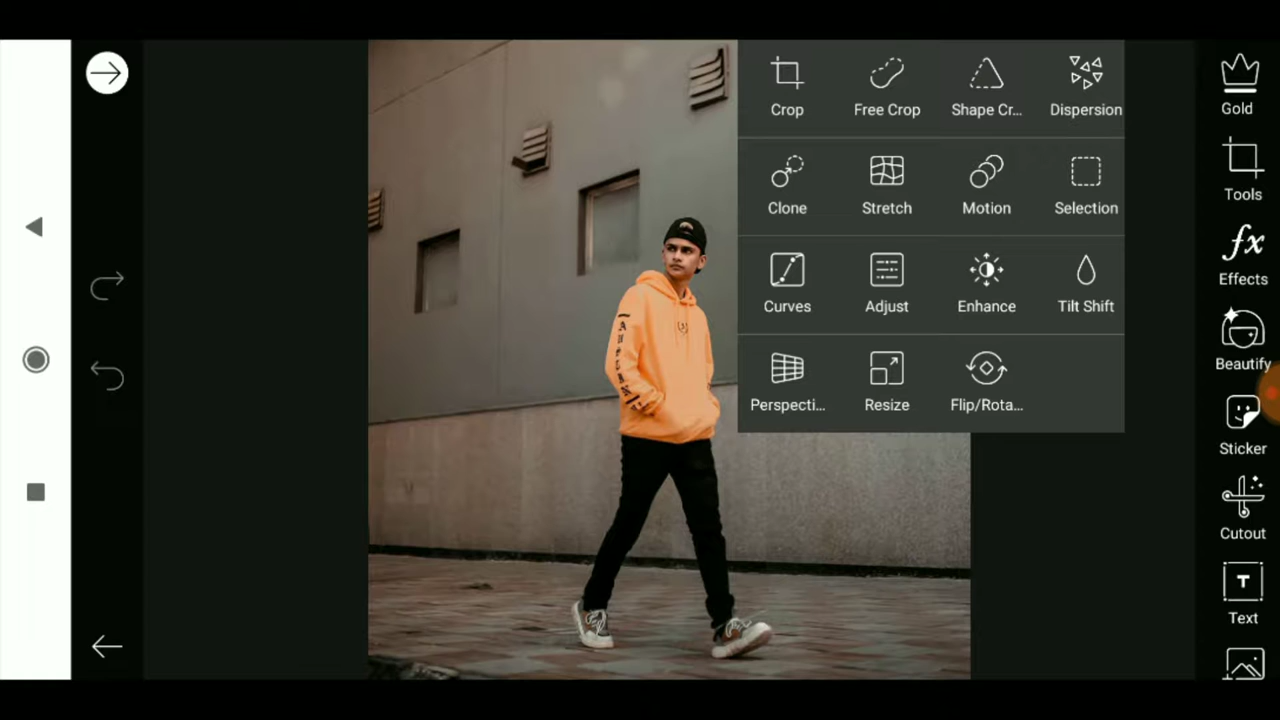 Crop Free Crop Shape Cr... Dispersion
Clone Stretch Motion Selection
Curves Adjust Enhance Tilt Shift
Perspecti... Resize Flip/Rota...
Gold
Tools
fx
Effects
Beautify
Sticker
Cutout
T
Text